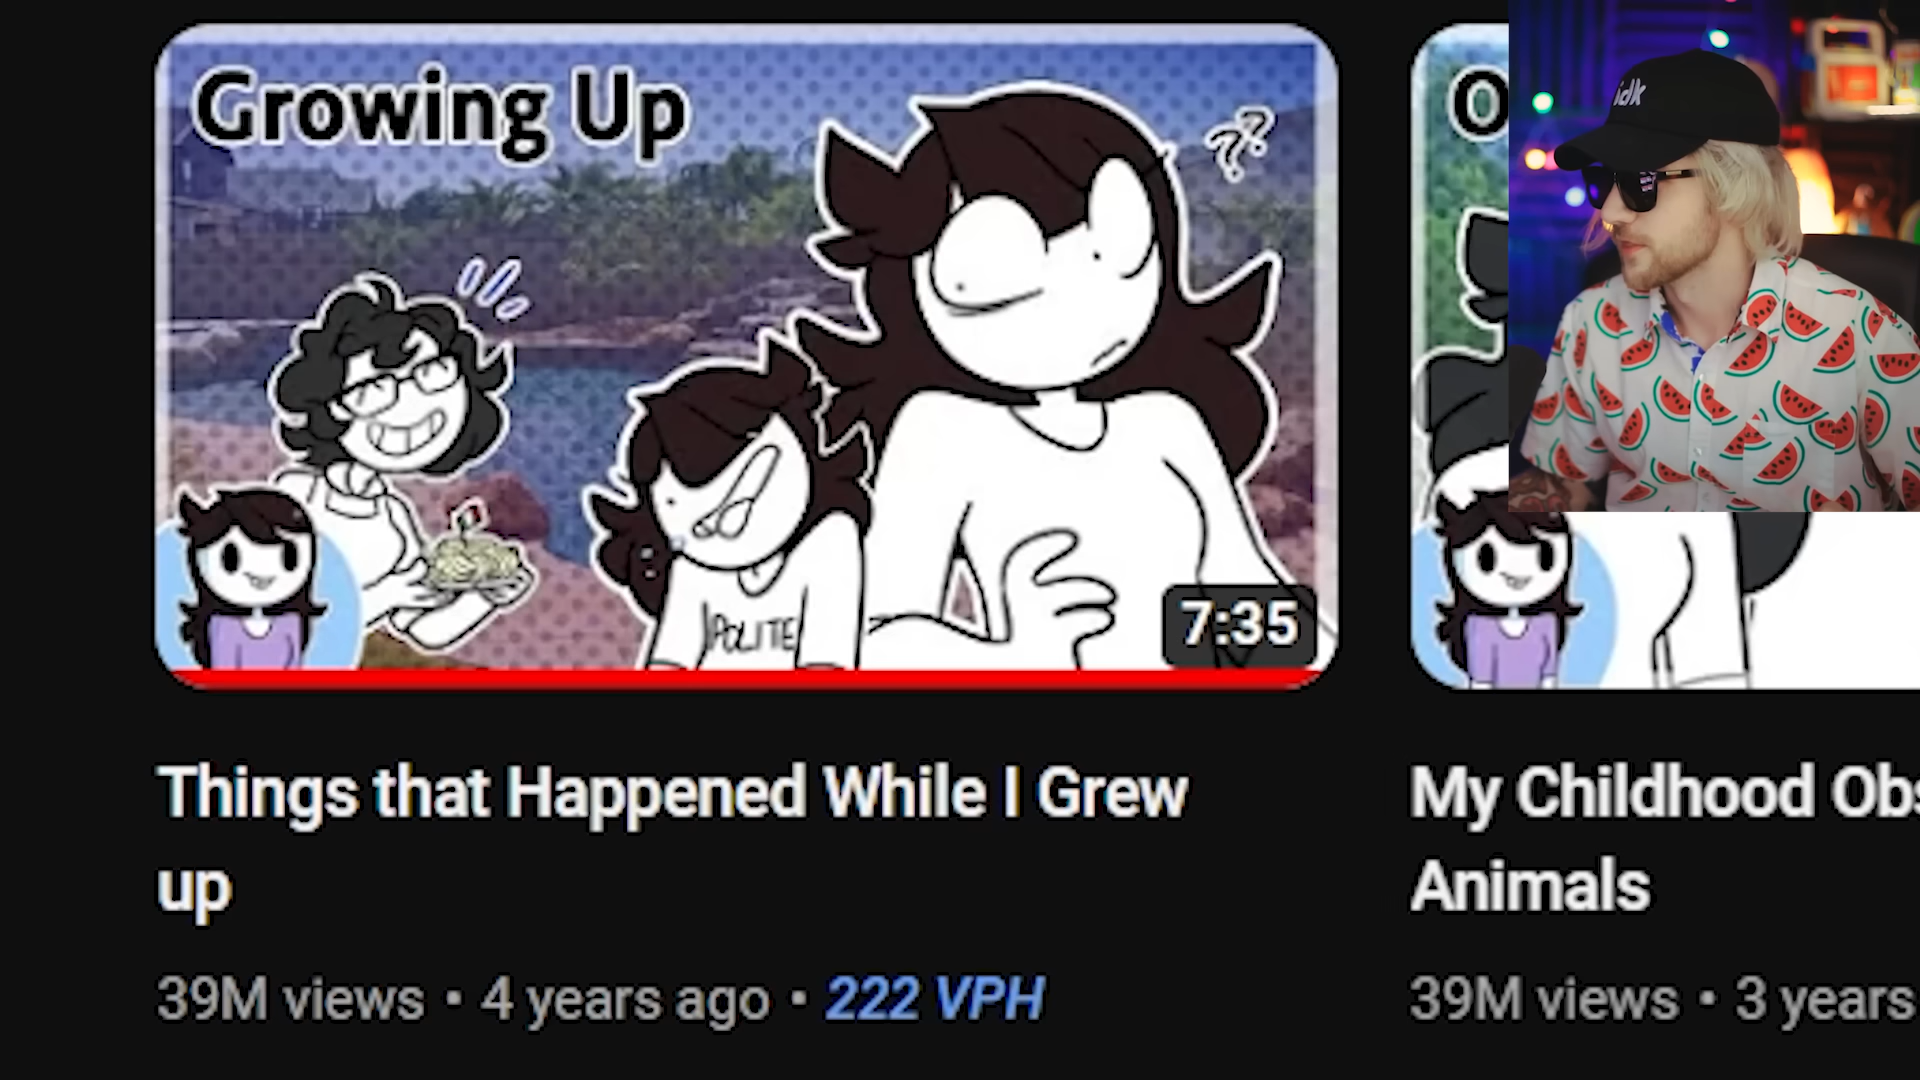 Growing Up
??
POLITE
7:35
Things that Happened While I Grew
up
39M views • 4 years ago • 222 VPH
O
idk
My Childhood Obs
Animals
39M views • 3 years